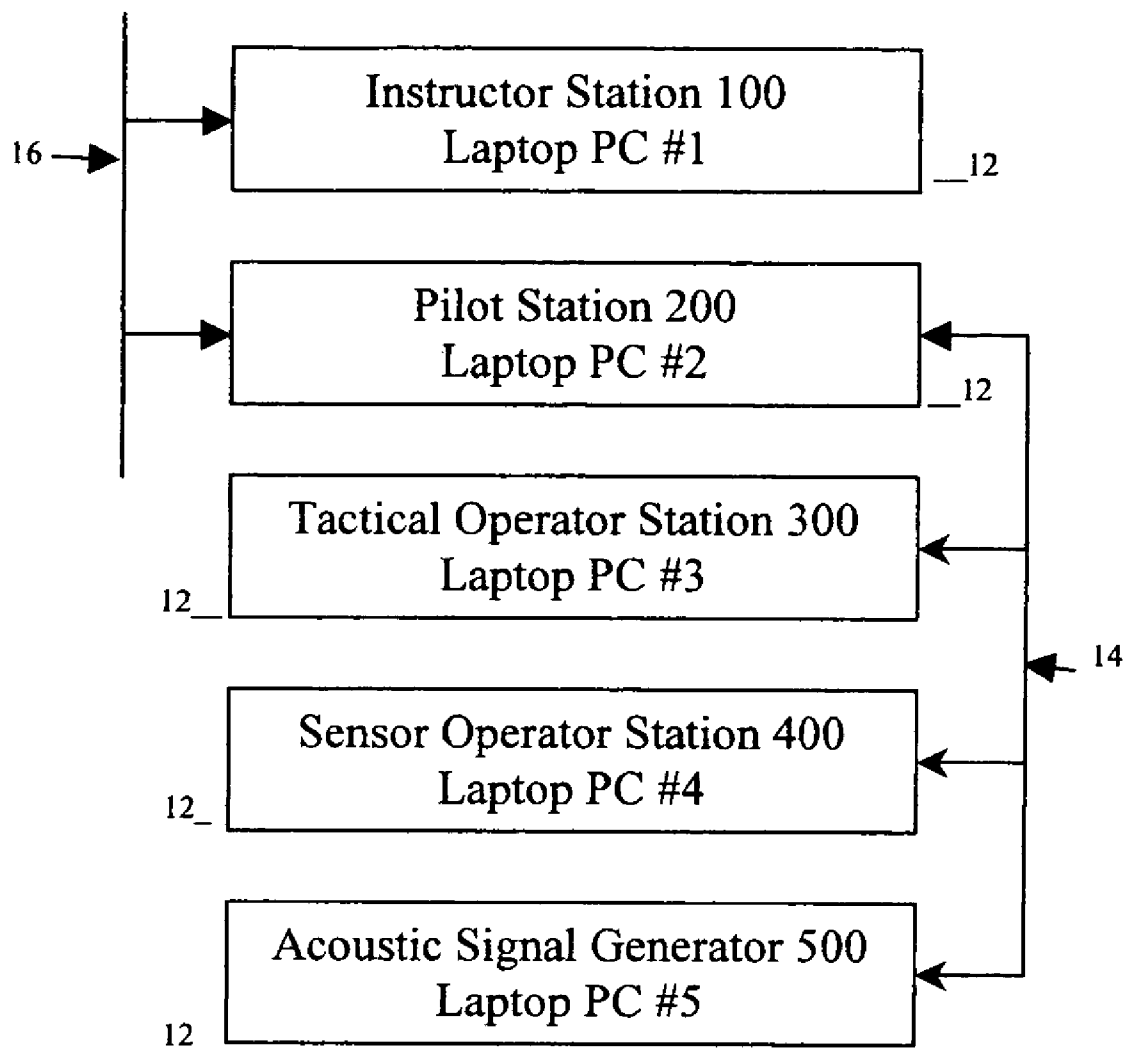 Instructor Station 100
Laptop PC #1
16
12
Pilot Station 200
Laptop PC #2
12
Tactical Operator Station 300
Laptop PC #3
12
14
Sensor Operator Station 400
Laptop PC #4
12
Acoustic Signal Generator 500
Laptop PC #5
12